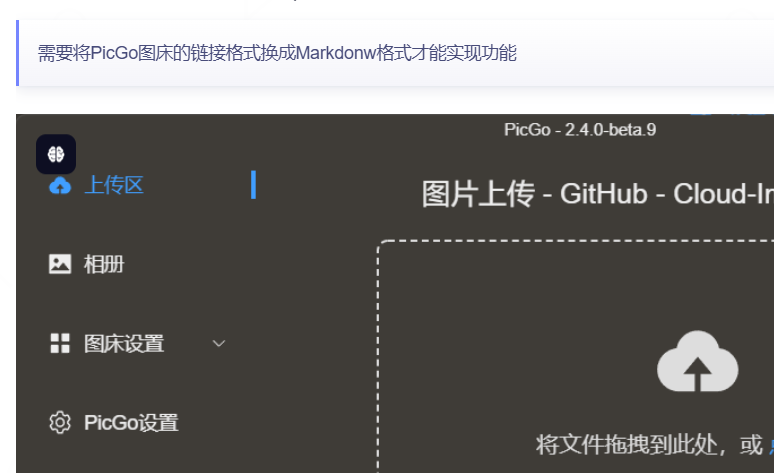 需要将PicGo图床的链接格式换成Markdonw格式才能实现功能
PicGo - 2.4.0-beta.9
上传区
图片上传 - GitHub - Cloud-
相册
图床设置
PicGo设置
将文件拖拽到此处，或